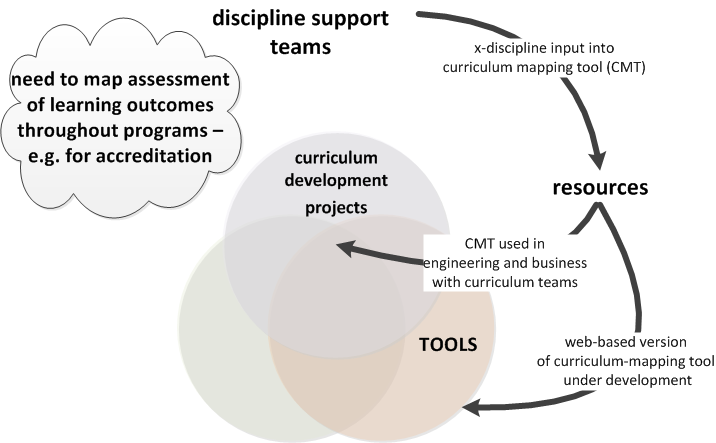 discipline support
teams
need to map assessment
of learning outcomes
throughout programs –
e.g. for accreditation
x-discipline input into
curriculum mapping tool (CMT)
curriculum
development
projects
resources
CMT used in
engineering and business
with curriculum teams
TOOLS
web-based version
of curriculum-mapping tool
under development